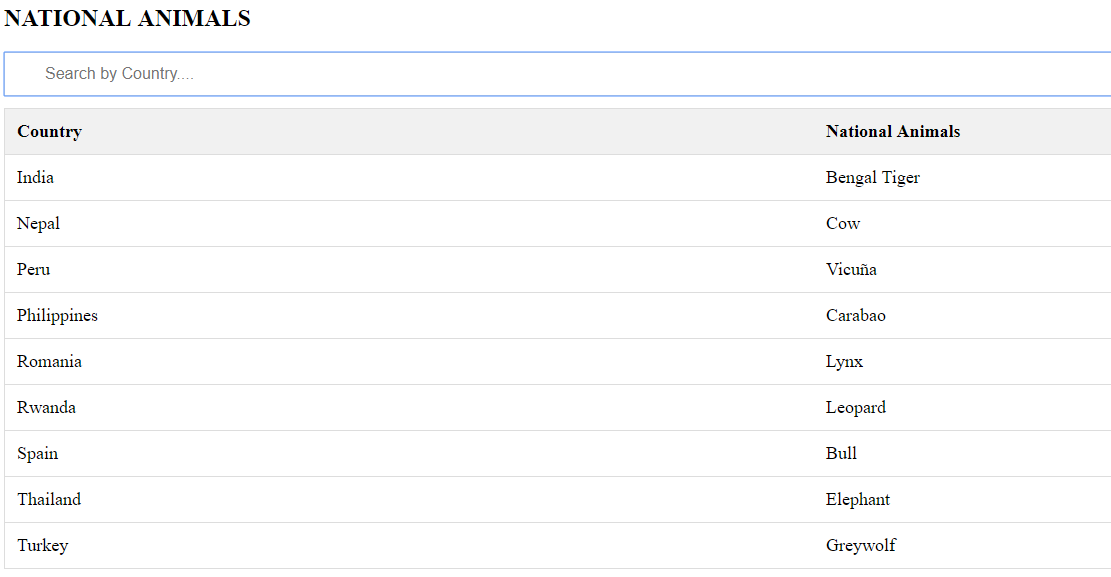 NATIONAL ANIMALS
Search by Country....
Country National Animals
India Bengal Tiger
Nepal Cow
Peru Vicuña
Philippines Carabao
Romania Lynx
Rwanda Leopard
Spain Bull
Thailand Elephant
Turkey Greywolf